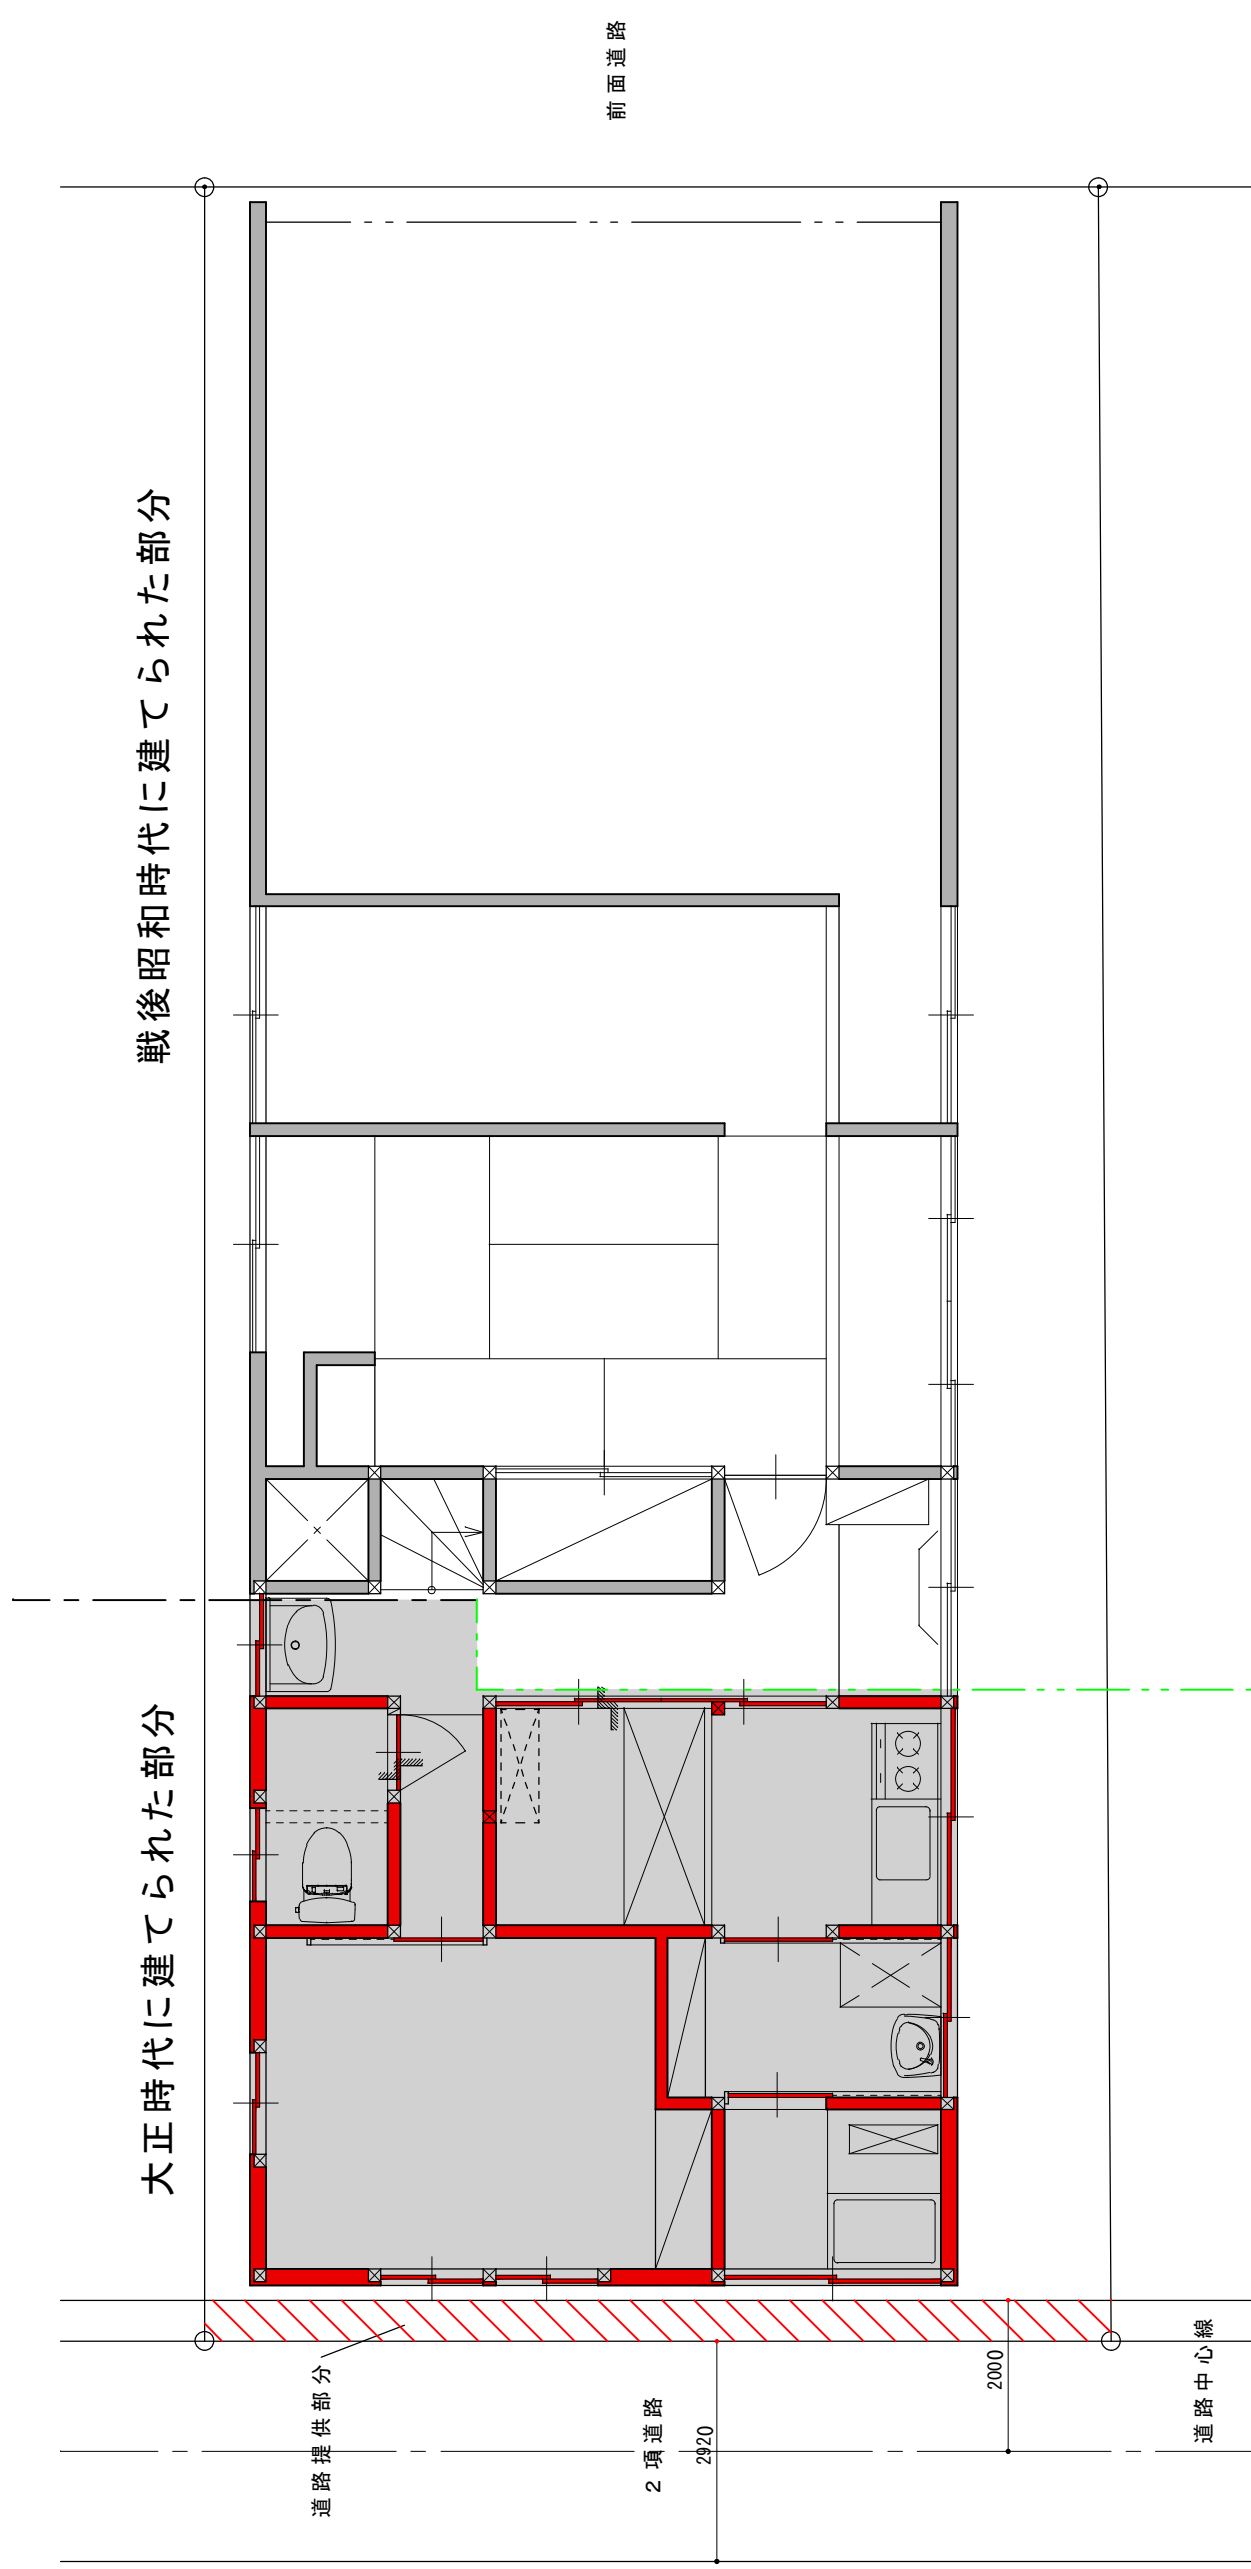 前面道路
戦後昭和時代に建てられた部分
大正時代に建てられた部分
道路提供部分
２項道路
2920
2000
道路中心線